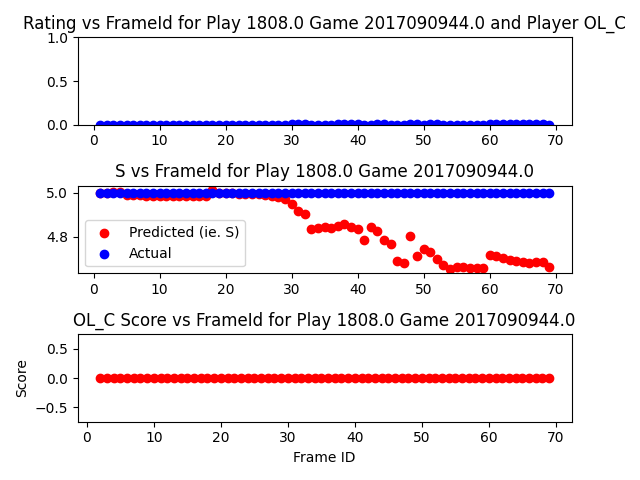 Rating vs FrameId for Play 1808.0 Game 2017090944.0 and Player OL_C
1.0
0.5
0.0
0 10 20 30 40 50 60 70
S vs FrameId for Play 1808.0 Game 2017090944.0
5.0
4.8
Predicted (ie. S)
Actual
0 10 20 30 40 50 60 70
OL_C Score vs FrameId for Play 1808.0 Game 2017090944.0
Score
0.5
0.0
−0.5
0 10 20 30 40 50 60 70
Frame ID